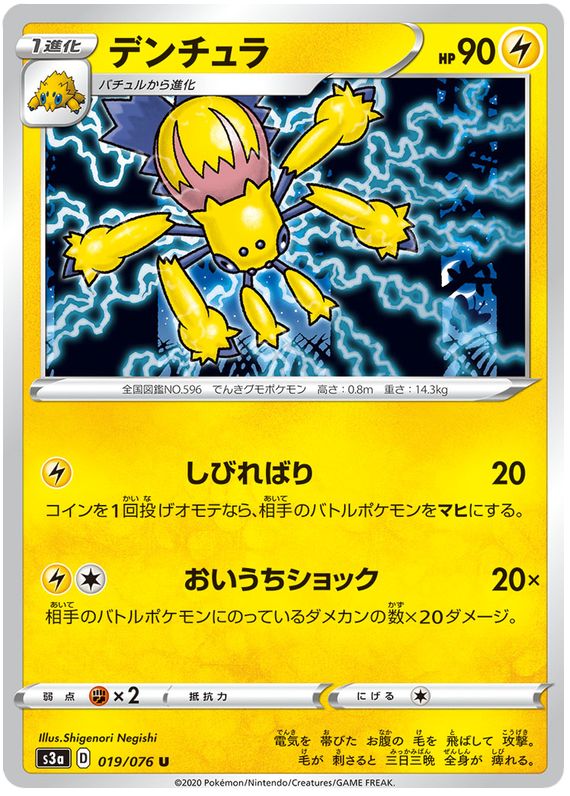 1進化 デンチュラ HP90
バチュルから進化
全国図鑑NO.596 でんきグモポケモン 高さ:0.8m 重さ:14.3kg
しびればり 20
コインを1回投げオモテなら、相手のバトルポケモンをマヒにする。
おいうちショック 20×
相手のバトルポケモンにのっているダメカンの数×20ダメージ。
弱点 ×2 抵抗力 にげる
Illus.Shigenori Negishi
電気を 帯びた お腹の 毛を 飛ばして 攻撃。
毛が 刺さると 三日三晩 全身が 痺れる。
s3a D 019/076 U
©2020 Pokémon/Nintendo/Creatures/GAME FREAK.